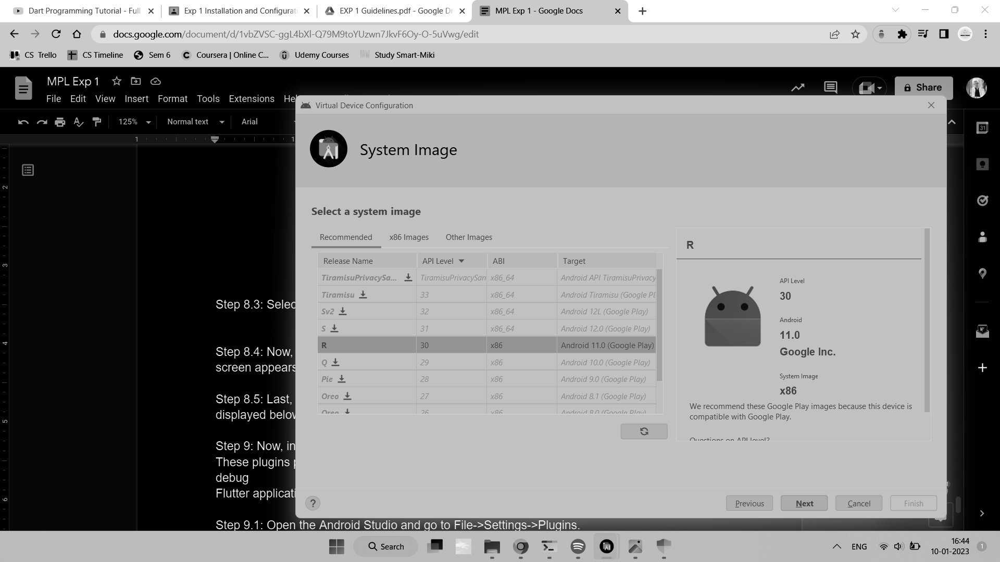 Dart Programming Tutorial - Full
Exp 1 Installation and Configurati
EXP 1 Guidelines.pdf - Google Dr
MPL Exp 1 - Google Docs
docs.google.com/document/d/1vbZVSC-ggL4bXl-Q79M9toYUzwn7JkvF6Oy-O-5uVwg/edit
CS Trello
CS Timeline
Sem 6
Coursera | Online C...
Udemy Courses
Study Smart-Miki
MPL Exp 1
Share
File Edit View Insert Format Tools Extensions Hel
125% Normal text Arial
Virtual Device Configuration
System Image
Select a system image
Recommended x86 Images Other Images
Release Name API Level ABI Target
TiramisuPrivacySa... TiramisuPrivacySan x86_64 Android API TiramisuPrivacy
Tiramisu 33 x86_64 Android Tiramisu (Google Pl
Sv2 32 x86_64 Android 12L (Google Play)
S 31 x86_64 Android 12.0 (Google Play)
R 30 x86 Android 11.0 (Google Play)
Q 29 x86 Android 10.0 (Google Play)
Pie 28 x86 Android 9.0 (Google Play)
Oreo 27 x86 Android 8.1 (Google Play)
Oreo 26 x86 Android 8.0 (Google Play)
R
API Level
30
Android
11.0
Google Inc.
System Image
x86
We recommend these Google Play images because this device is
compatible with Google Play.
Questions on API level?
? Previous Next Cancel Finish
Step 8.3: Selec
Step 8.4: Now,
screen appears
Step 8.5: Last,
displayed below
Step 9: Now, in
These plugins p
debug
Flutter applicati
Step 9.1: Open the Android Studio and go to File->Settings->Plugins.
1 1
2
3
4
5
6
31
Search
ENG
16:44
10-01-2023
1